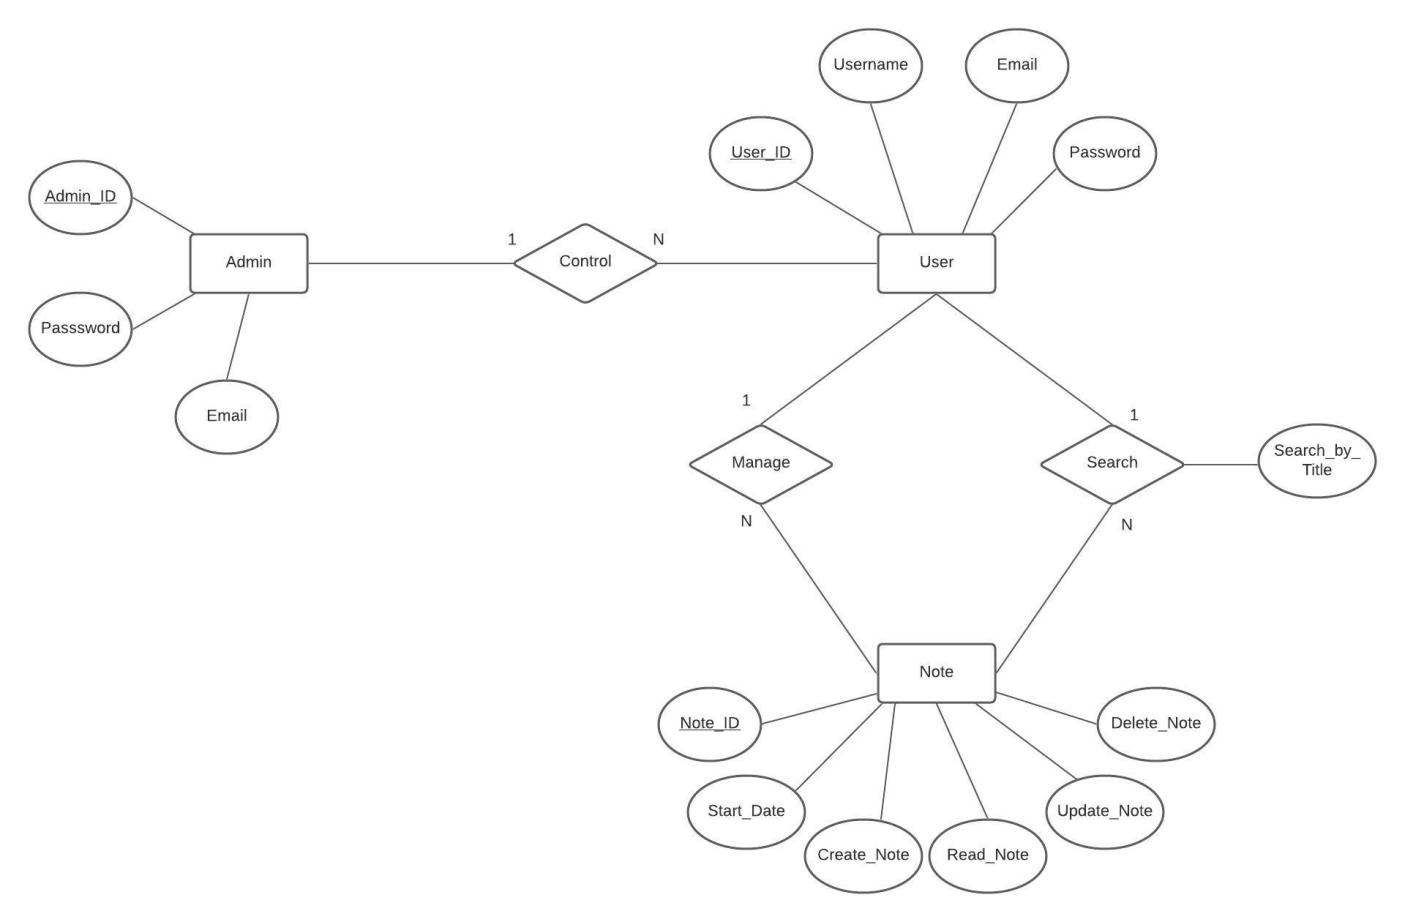 Username
Email
User_ID
Password
Admin_ID
1
N
Control
Admin
User
Passsword
Email
1
1
Manage
Search
Search_by_
Title
N
N
Note
Note_ID
Delete_Note
Start_Date
Update_Note
Create_Note
Read_Note